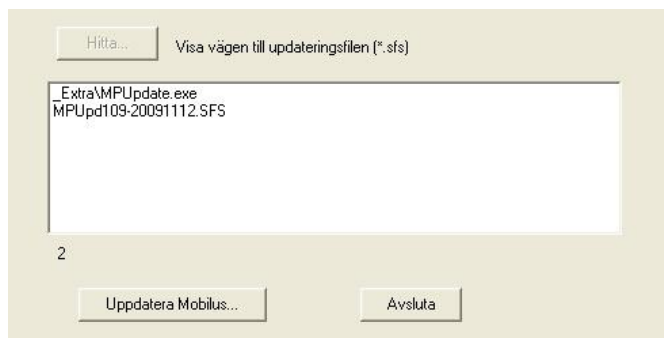 Hitta...
Visa vägen till updateringsfilen (*.sfs)
_Extra\MPUpdate.exe
MPUpd109-20091112.SFS
2
Uppdatera Mobilus...
Avsluta